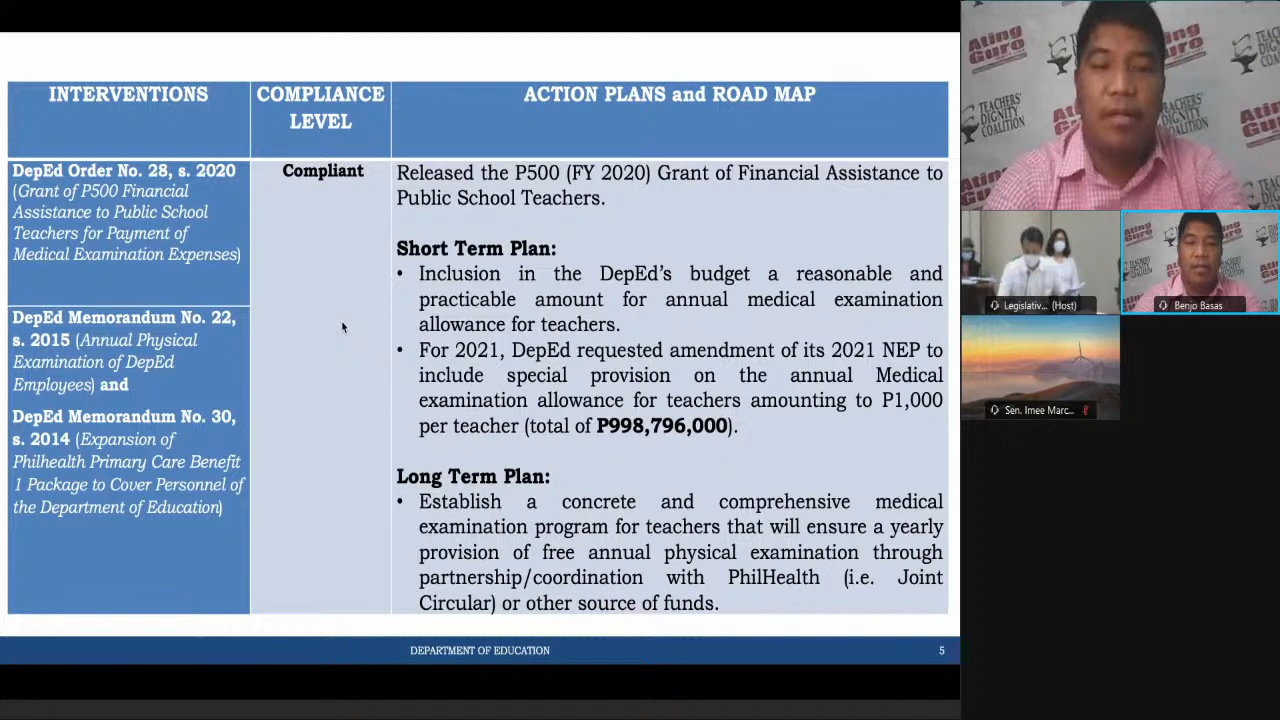 INTERVENTIONS
COMPLIANCE
LEVEL
ACTION PLANS and ROAD MAP
DepEd Order No. 28, s. 2020
(Grant of P500 Financial
Assistance to Public School
Teachers for Payment of
Medical Examination Expenses)
Compliant
Released the P500 (FY 2020) Grant of Financial Assistance to
Public School Teachers.
Short Term Plan:
• Inclusion in the DepEd's budget a reasonable and
practicable amount for annual medical examination
allowance for teachers.
• For 2021, DepEd requested amendment of its 2021 NEP to
include special provision on the annual Medical
examination allowance for teachers amounting to P1,000
per teacher (total of P998,796,000).
Long Term Plan:
• Establish a concrete and comprehensive medical
examination program for teachers that will ensure a yearly
provision of free annual physical examination through
partnership/coordination with PhilHealth (i.e. Joint
Circular) or other source of funds.
DepEd Memorandum No. 22,
s. 2015 (Annual Physical
Examination of DepEd
Employees) and
DepEd Memorandum No. 30,
s. 2014 (Expansion of
Philhealth Primary Care Benefit
1 Package to Cover Personnel of
the Department of Education)
DEPARTMENT OF EDUCATION
5
Ating
Guro
TEACHERS'
DIGNITY
COALITION
Legislativ... (Host)
Benjo Basas
Sen. Imee Marc...